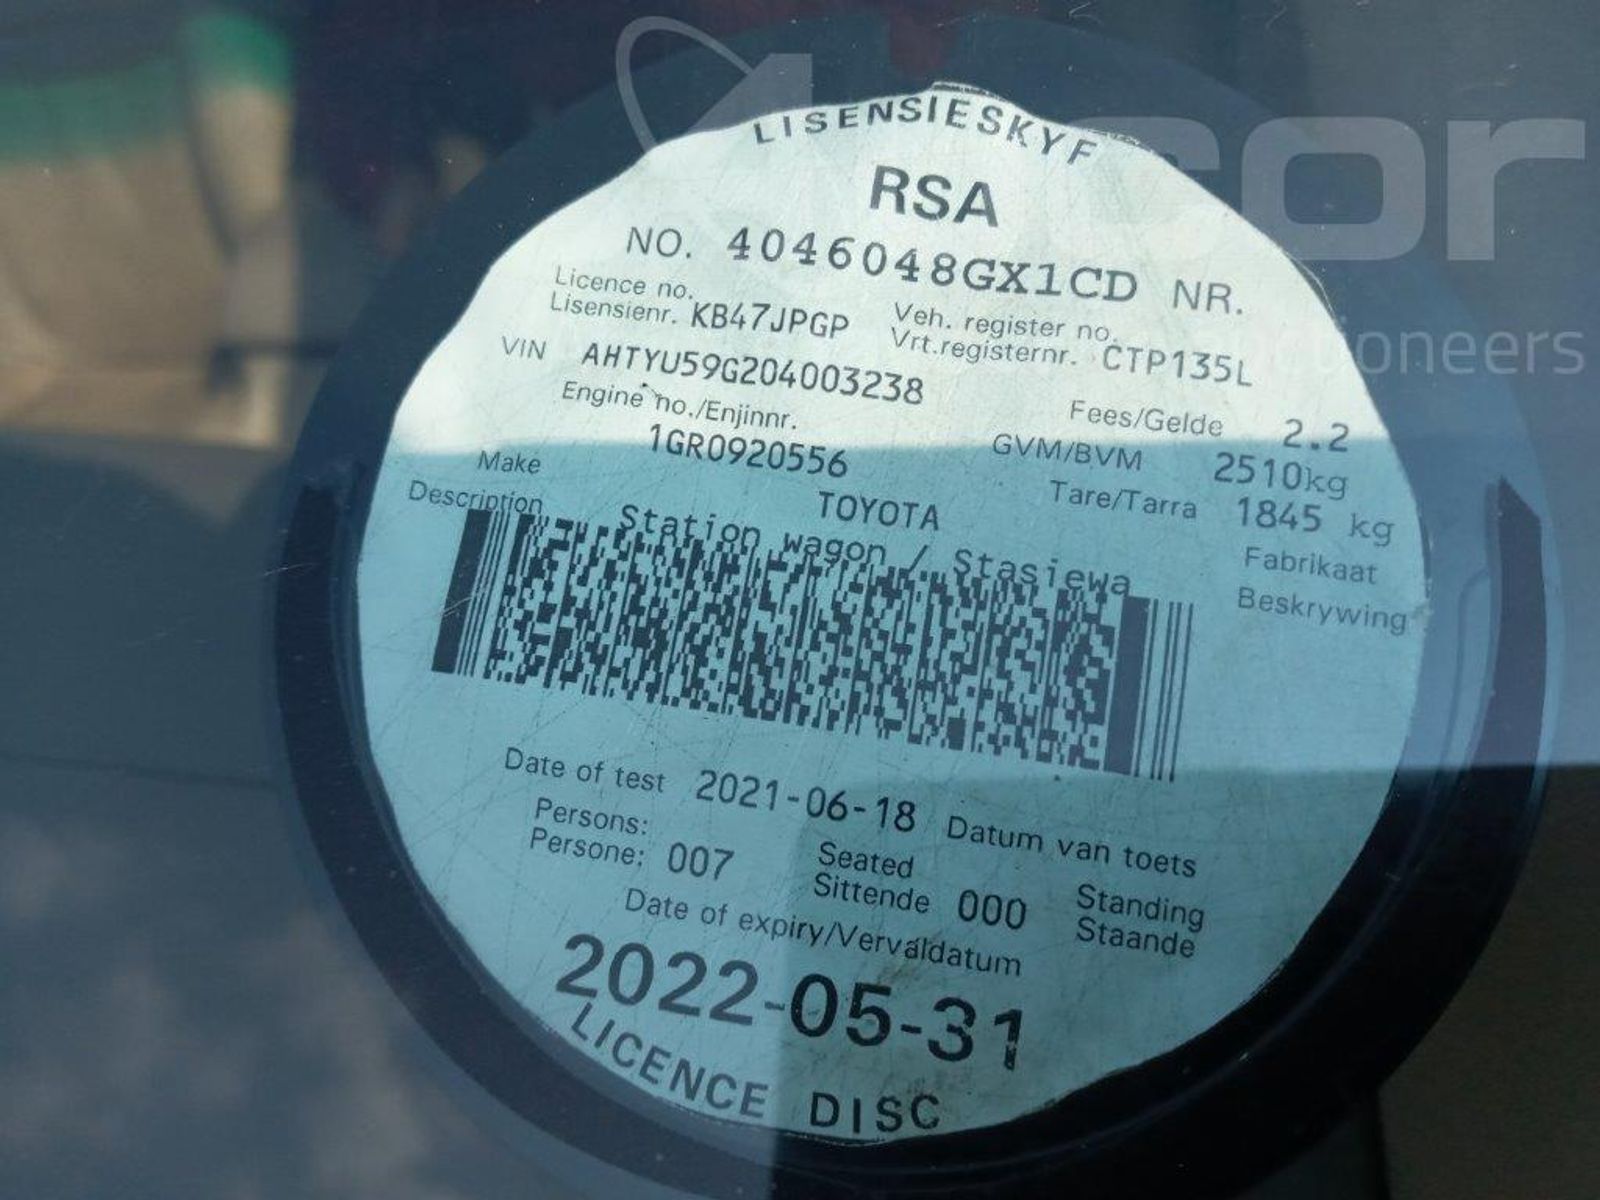 LISENSIESKYF
RSA
NO. 4046048GX1CD NR.
Licence no.
Lisensienr. KB47JPGP
Veh. register no.
Vrt.registernr. CTP135L
VIN AHTYU59G204003238
Engine no./Enjinnr.
1GR0920556
Fees/Gelde 2.2
GVM/BVM 2510kg
Tare/Tarra 1845 kg
Make TOYOTA Fabrikaat
Description Station wagon / Stasiewa Beskrywing
Date of test 2021-06-18 Datum van toets
Persons:
Persone: 007
Seated
Sittende 000
Standing
Staande
Date of expiry/Vervaldatum
2022-05-31
LICENCE DISC